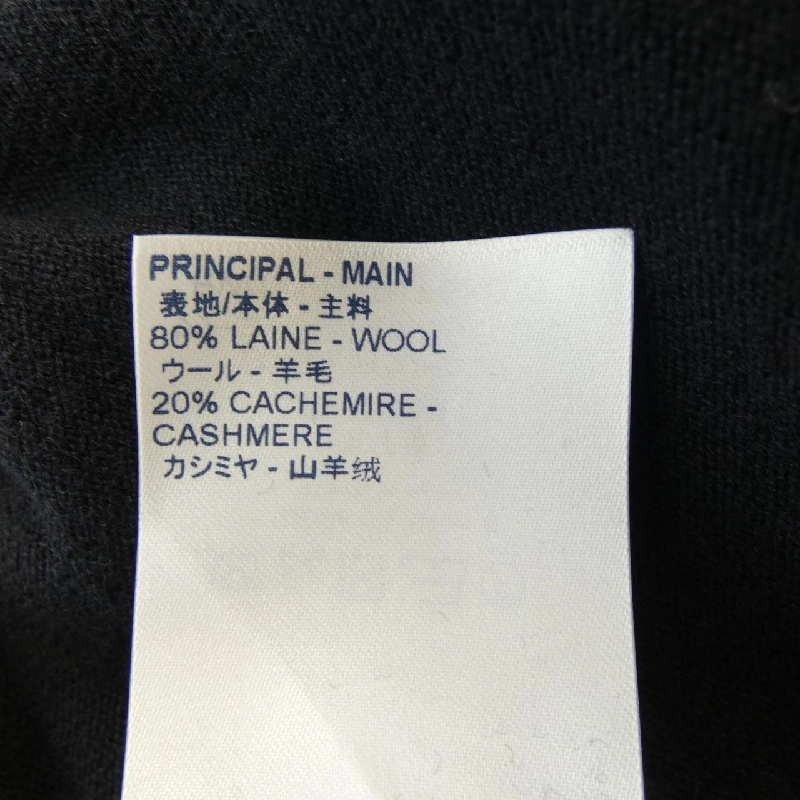 PRINCIPAL - MAIN
表地/本体 - 主料
80% LAINE - WOOL
ウール - 羊毛
20% CACHEMIRE -
CASHMERE
カシミヤ - 山羊绒